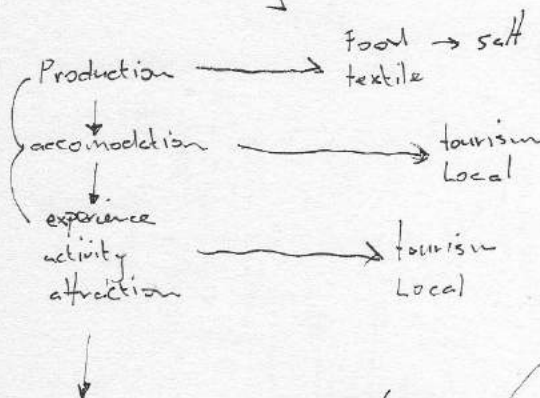 Production → Food → salt
textile
accomodation → tourism
Local
experience
activity → tourism
attraction Local